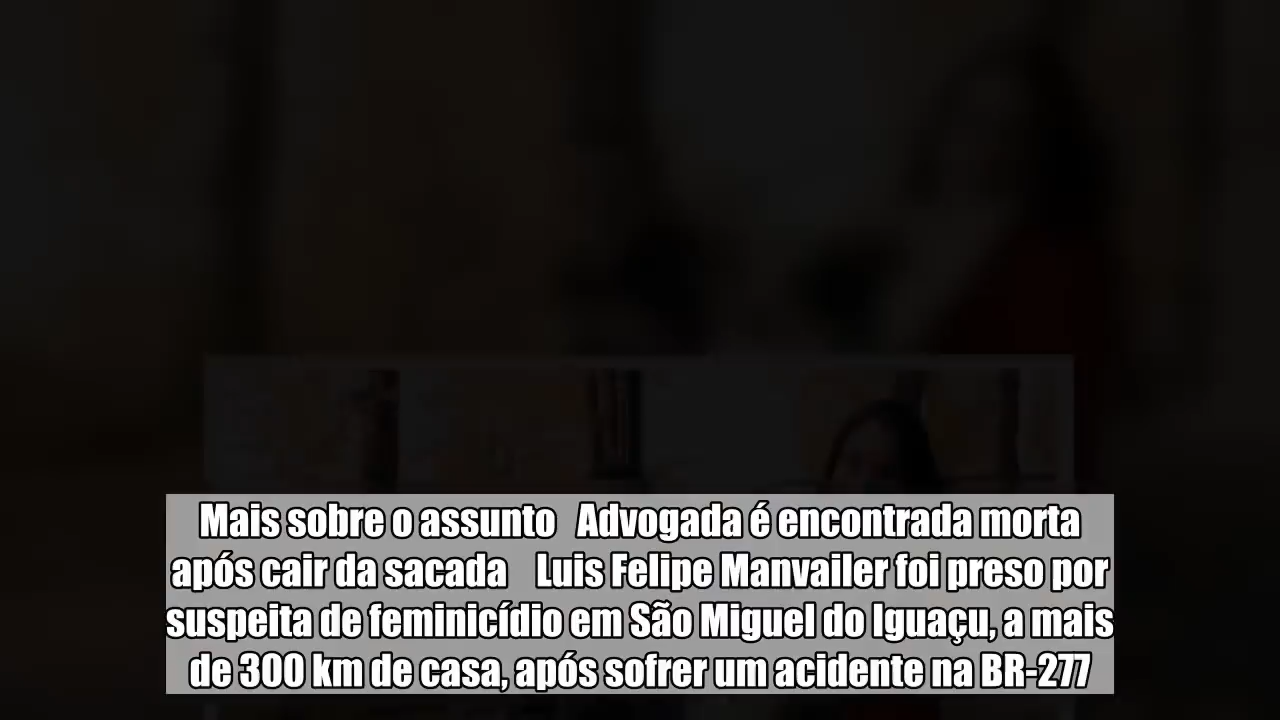 Mais sobre o assunto   Advogada é encontrada morta
após cair da sacada    Luis Felipe Manvailer foi preso por
suspeita de feminicídio em São Miguel do Iguaçu, a mais
de 300 km de casa, após sofrer um acidente na BR-277